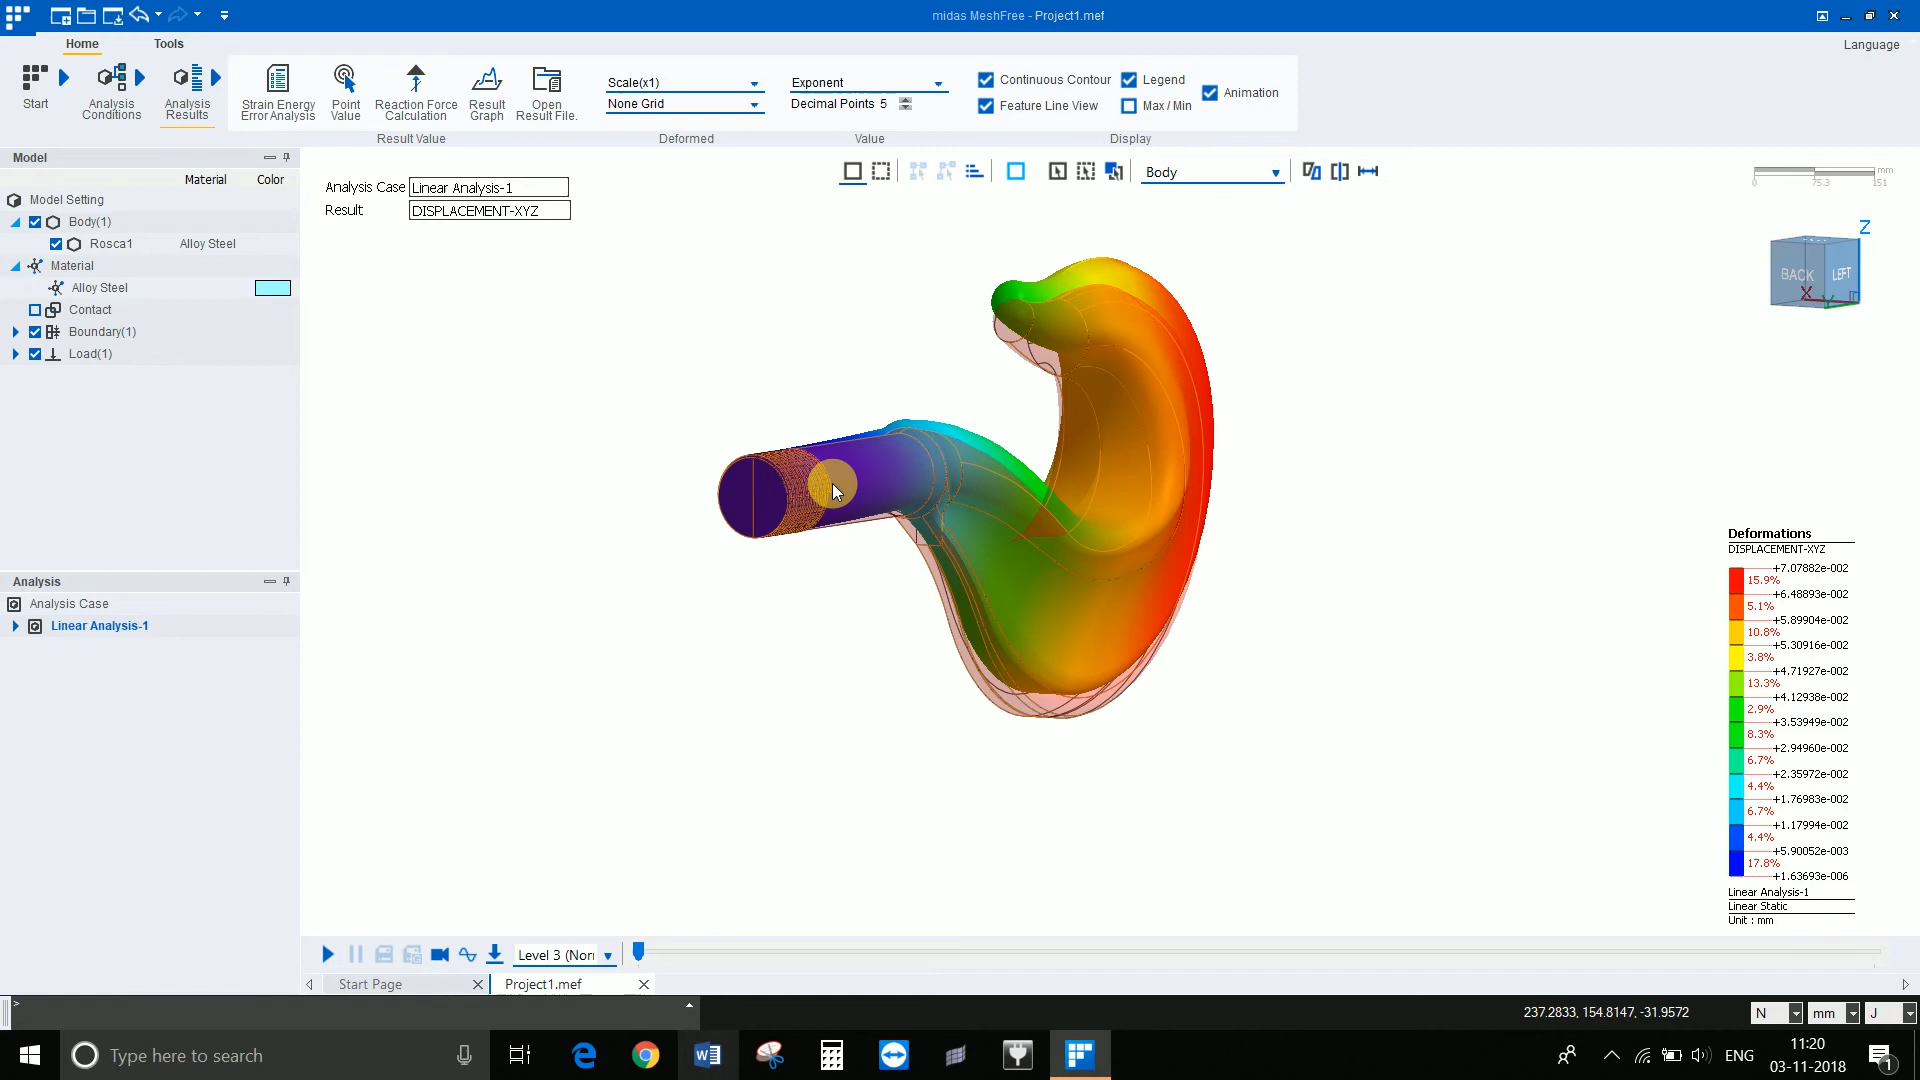 midas MeshFree - Project1.mef
Home
Tools
Language
Start
Analysis Conditions
Analysis Results
Strain Energy Error Analysis
Point Value
Reaction Force Calculation
Result Graph
Open Result File.
Scale(x1)
None Grid
Exponent
Decimal Points 5
Continuous Contour
Legend
Animation
Feature Line View
Max / Min
Result Value
Deformed
Value
Display
Model
Material Color
Model Setting
Body(1)
Rosca1 Alloy Steel
Material
Alloy Steel
Contact
Boundary(1)
Load(1)
Analysis
Analysis Case
Linear Analysis-1
Body
Analysis Case Linear Analysis-1
Result DISPLACEMENT-XYZ
mm
0 75.3 151
Z
BACK
LEFT
X
Y
Deformations
DISPLACEMENT-XYZ
+7.07882e-002
15.9%
+6.48893e-002
5.1%
+5.89904e-002
10.8%
+5.30916e-002
3.8%
+4.71927e-002
13.3%
+4.12938e-002
2.9%
+3.53949e-002
8.3%
+2.94960e-002
6.7%
+2.35972e-002
4.4%
+1.76983e-002
6.7%
+1.17994e-002
4.4%
+5.90052e-003
17.8%
+1.63693e-006
Linear Analysis-1
Linear Static
Unit : mm
Level 3 (Nor
Start Page
Project1.mef
>
237.2833, 154.8147, -31.9572
N
mm
J
Type here to search
ENG
11:20
03-11-2018
1